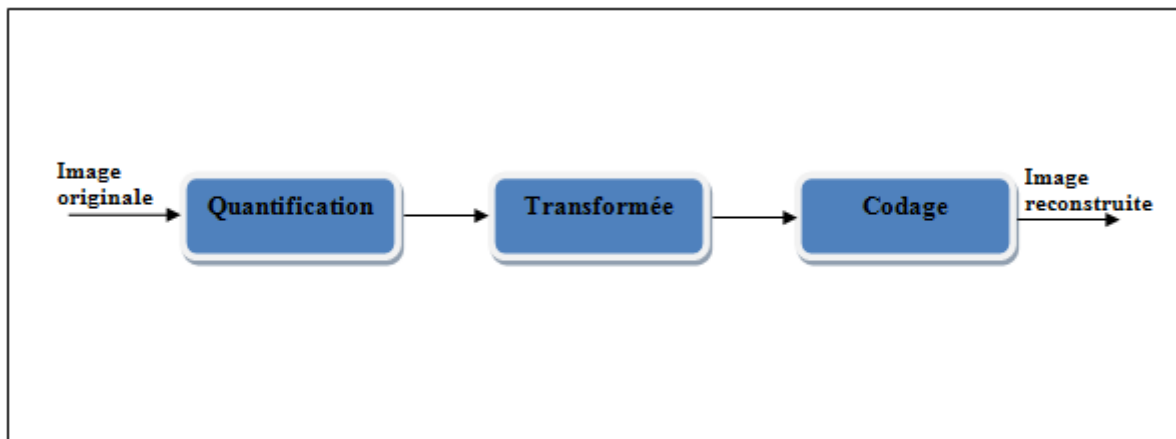 Image
originale
Quantification
Transformée
Codage
Image
reconstruite